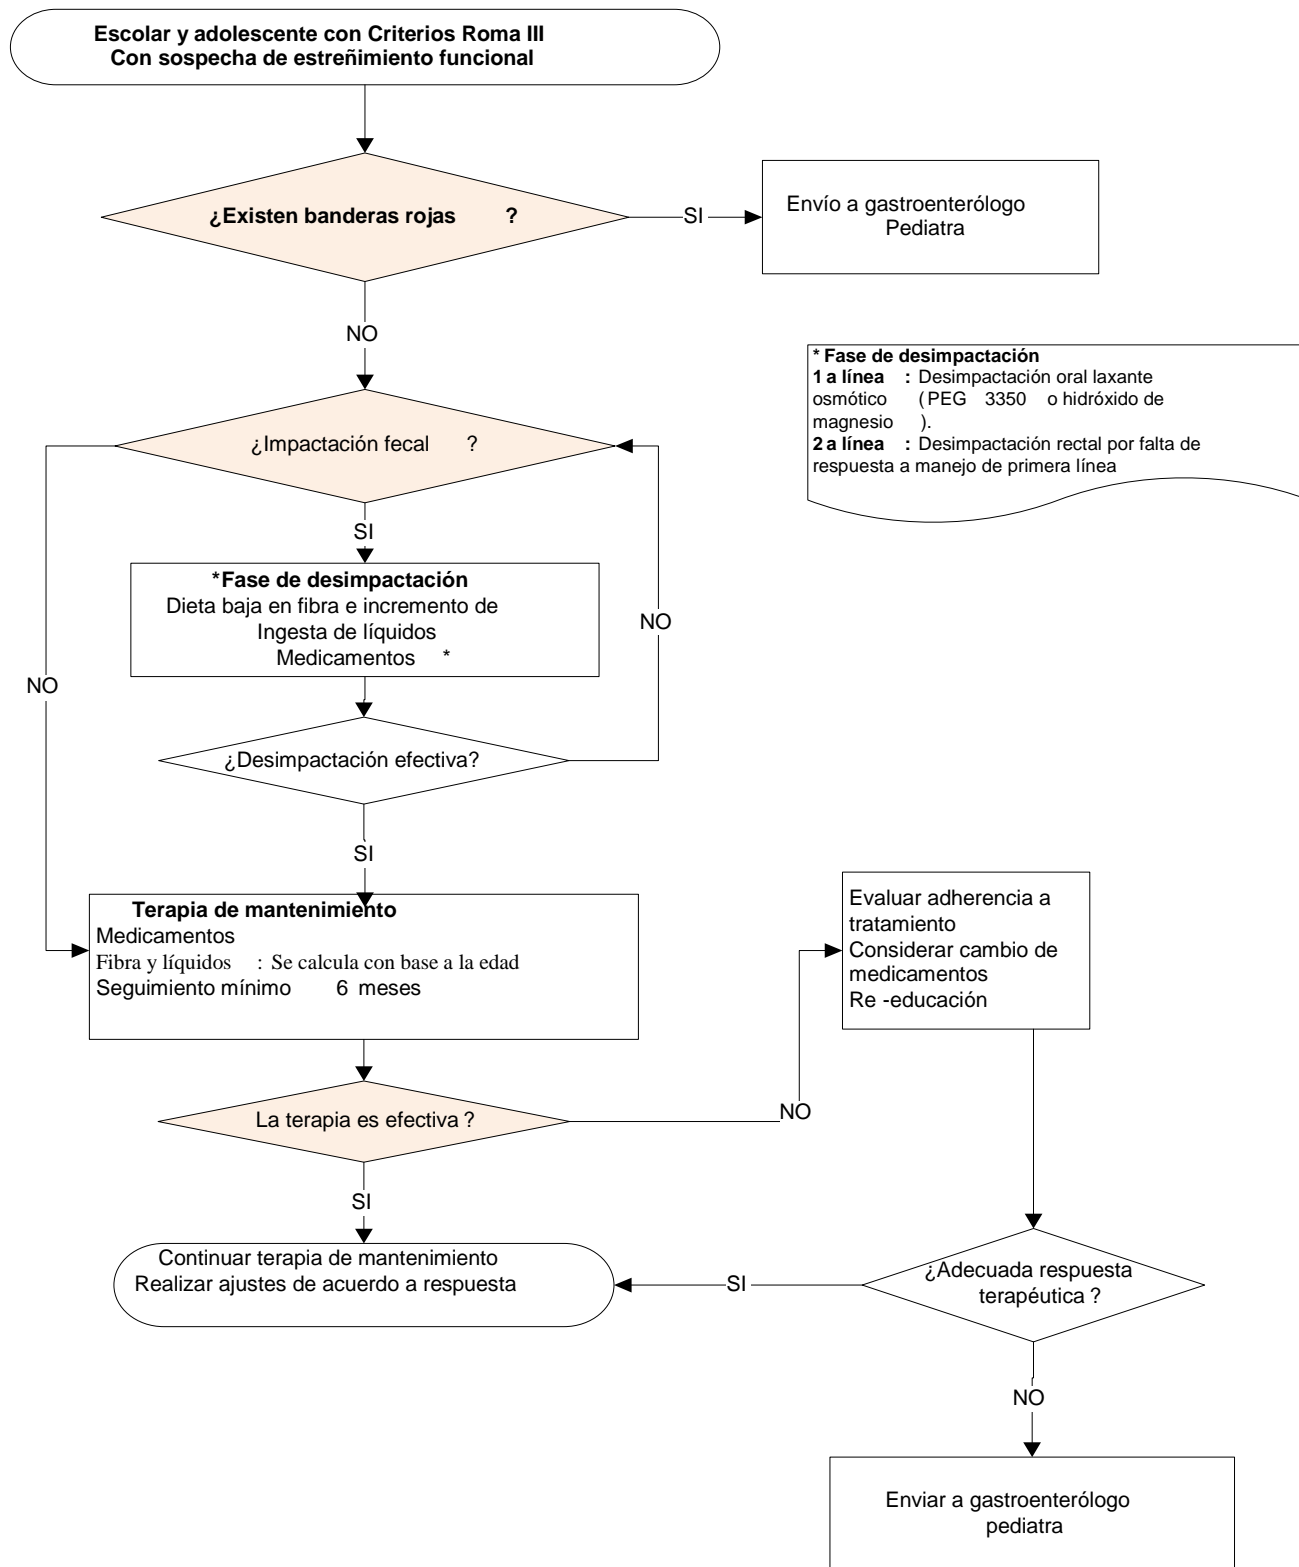 Escolar y adolescente con Criterios Roma III
Con sospecha de estreñimiento funcional
¿Existen banderas rojas ?
SI
Envío a gastroenterólogo
Pediatra
NO
* Fase de desimpactación
1 a línea : Desimpactación oral laxante
osmótico ( PEG 3350 o hidróxido de
magnesio ).
2 a línea : Desimpactación rectal por falta de
respuesta a manejo de primera línea
¿Impactación fecal ?
SI
*Fase de desimpactación
Dieta baja en fibra e incremento de
Ingesta de líquidos
Medicamentos *
NO
NO
¿Desimpactación efectiva?
SI
Terapia de mantenimiento
Medicamentos
Fibra y líquidos : Se calcula con base a la edad
Seguimiento mínimo 6 meses
Evaluar adherencia a
tratamiento
Considerar cambio de
medicamentos
Re -educación
La terapia es efectiva ?
NO
SI
Continuar terapia de mantenimiento
Realizar ajustes de acuerdo a respuesta
SI
¿Adecuada respuesta
terapéutica ?
NO
Enviar a gastroenterólogo
pediatra